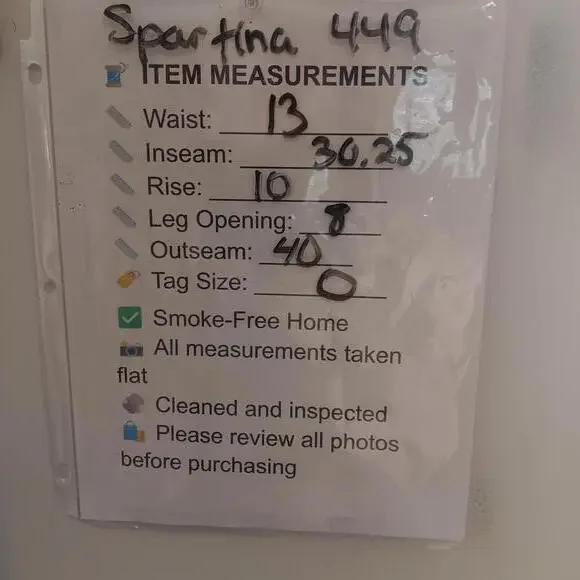 Spartina 449
ITEM MEASUREMENTS
Waist: 13
Inseam: 30.25
Rise: 10
Leg Opening: 8
Outseam: 40
Tag Size: 0
Smoke-Free Home
All measurements taken
flat
Cleaned and inspected
Please review all photos
before purchasing